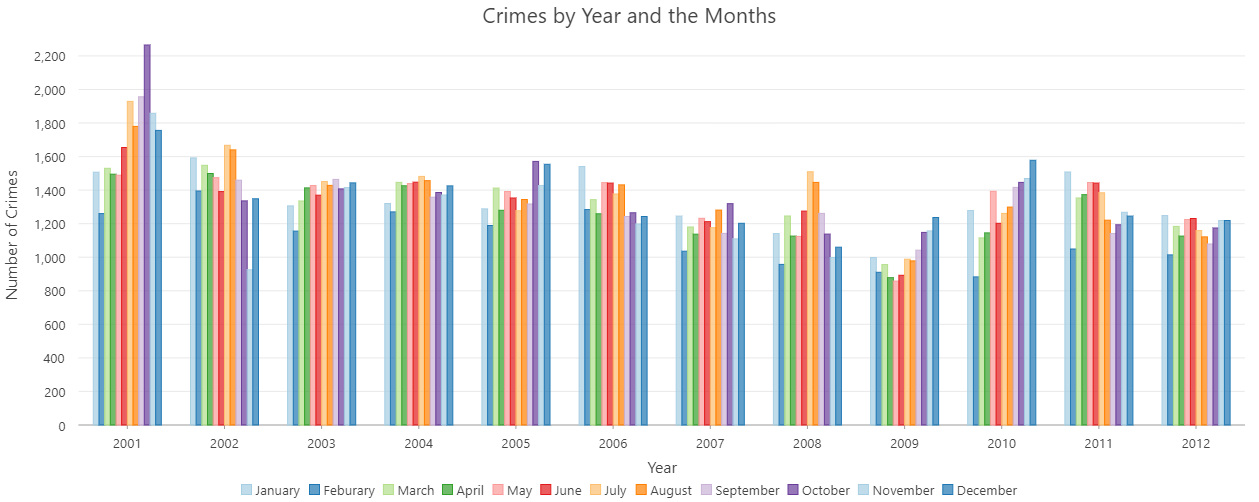 Crimes by Year and the Months
Number of Crimes
2,200
2,000
1,800
1,600
1,400
1,200
1,000
800
600
400
200
0
2001 2002 2003 2004 2005 2006 2007 2008 2009 2010 2011 2012
Year
January Feburary March April May June July August September October November December